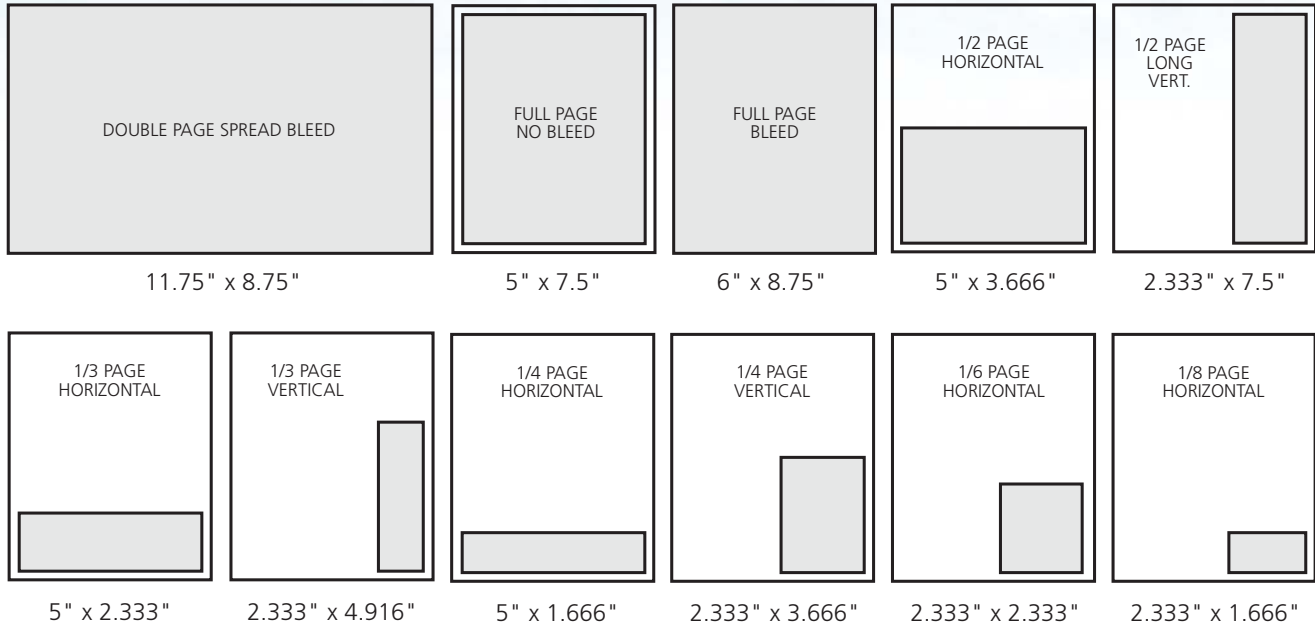 DOUBLE PAGE SPREAD BLEED
11.75" x 8.75"
FULL PAGE
NO BLEED
5" x 7.5"
FULL PAGE
BLEED
6" x 8.75"
1/2 PAGE
HORIZONTAL
5" x 3.666"
1/2 PAGE
LONG
VERT.
2.333" x 7.5"
1/3 PAGE
HORIZONTAL
5" x 2.333"
1/3 PAGE
VERTICAL
2.333" x 4.916"
1/4 PAGE
HORIZONTAL
5" x 1.666"
1/4 PAGE
VERTICAL
2.333" x 3.666"
1/6 PAGE
HORIZONTAL
2.333" x 2.333"
1/8 PAGE
HORIZONTAL
2.333" x 1.666"